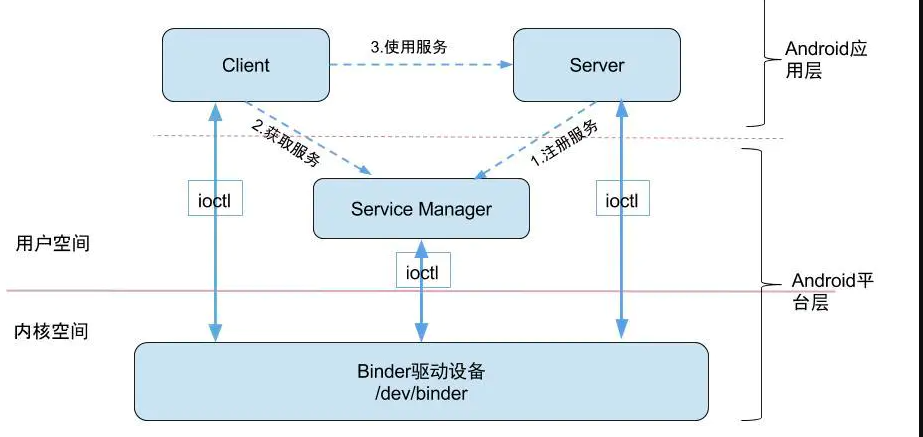 Client
3.使用服务
Server
Android应
用层
2.获取服务
1.注册服务
ioctl
Service Manager
ioctl
用户空间
ioctl
Android平
台层
内核空间
Binder驱动设备
/dev/binder